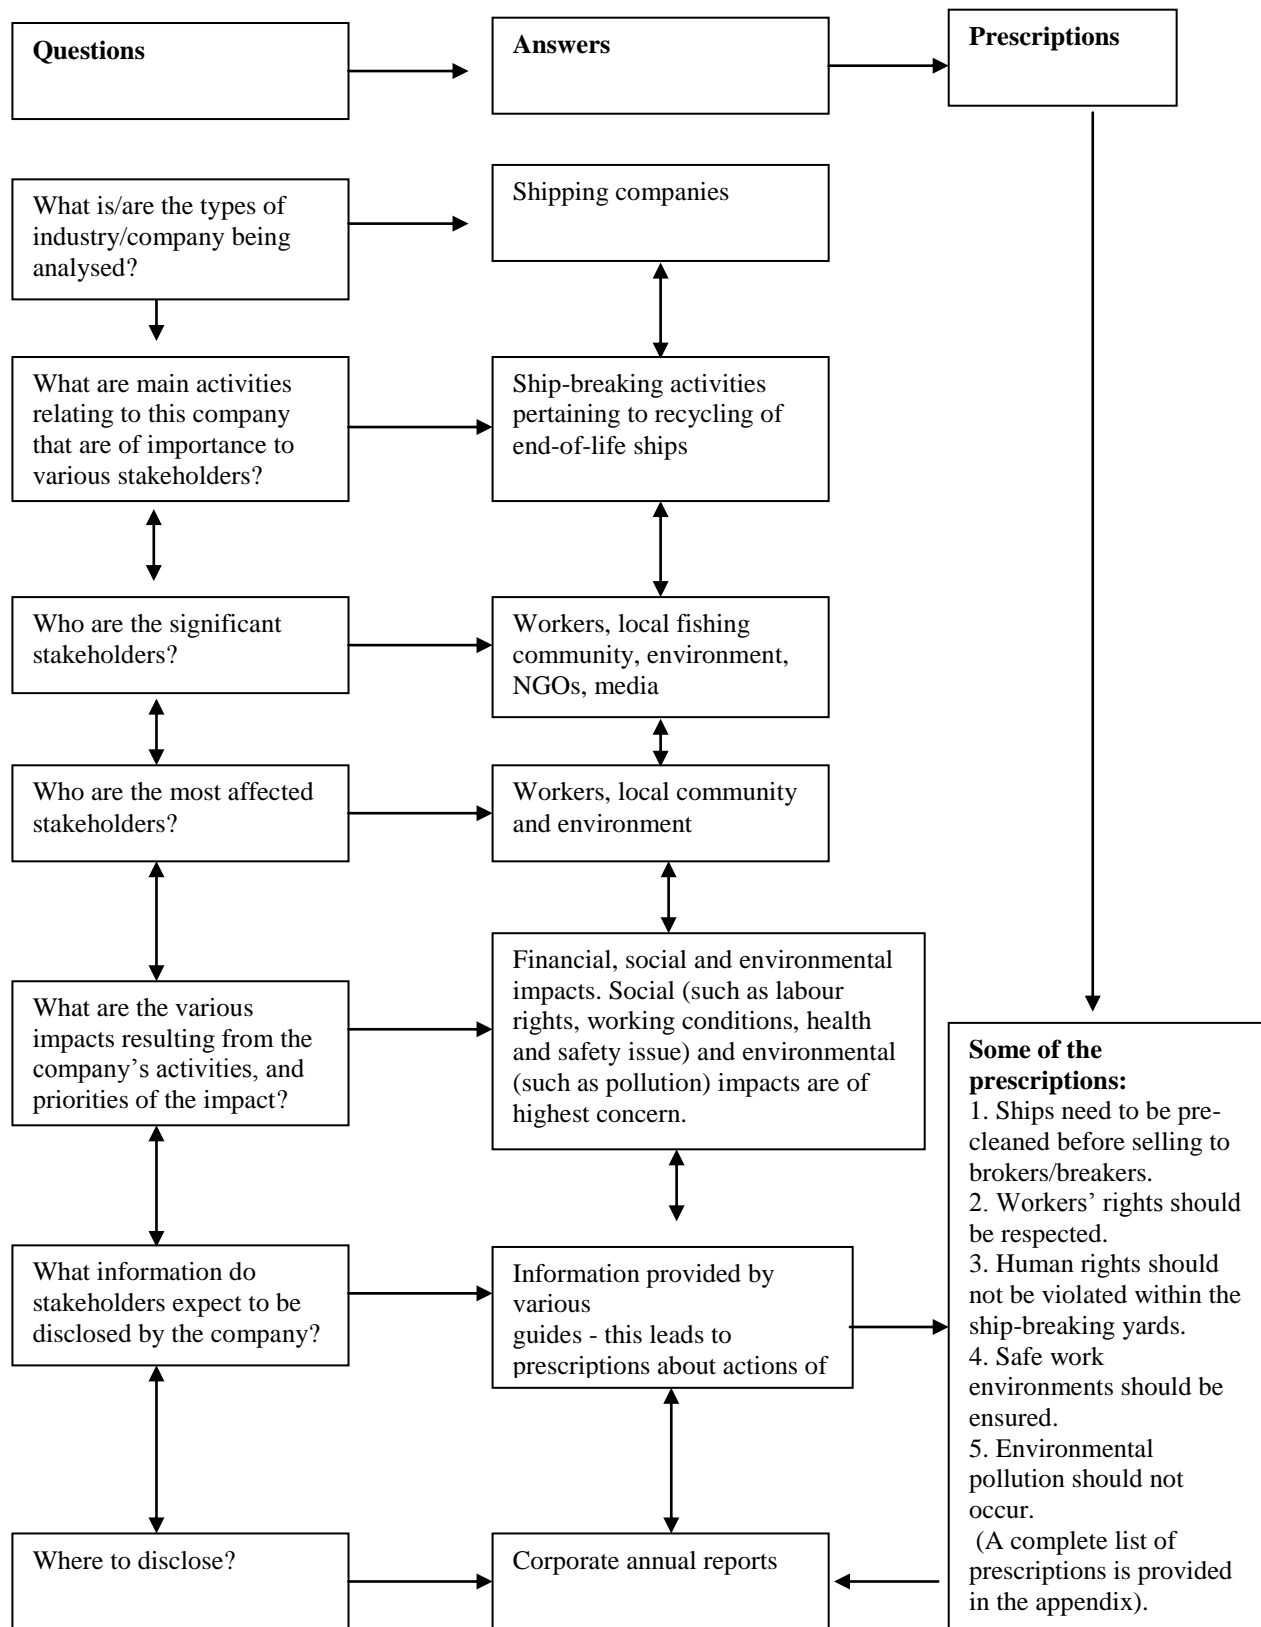 Questions
Answers
Prescriptions
What is/are the types of
industry/company being
analysed?
Shipping companies
What are main activities
relating to this company
that are of importance to
various stakeholders?
Ship-breaking activities
pertaining to recycling of
end-of-life ships
Who are the significant
stakeholders?
Workers, local fishing
community, environment,
NGOs, media
Who are the most affected
stakeholders?
Workers, local community
and environment
What are the various
impacts resulting from the
company's activities, and
priorities of the impact?
Financial, social and environmental
impacts. Social (such as labour
rights, working conditions, health
and safety issue) and environmental
(such as pollution) impacts are of
highest concern.
What information do
stakeholders expect to be
disclosed by the company?
Information provided by
various
guides - this leads to
prescriptions about actions of
Where to disclose?
Corporate annual reports
Some of the
prescriptions:
1. Ships need to be pre-
cleaned before selling to
brokers/breakers.
2. Workers' rights should
be respected.
3. Human rights should
not be violated within the
ship-breaking yards.
4. Safe work
environments should be
ensured.
5. Environmental
pollution should not
occur.
(A complete list of
prescriptions is provided
in the appendix).